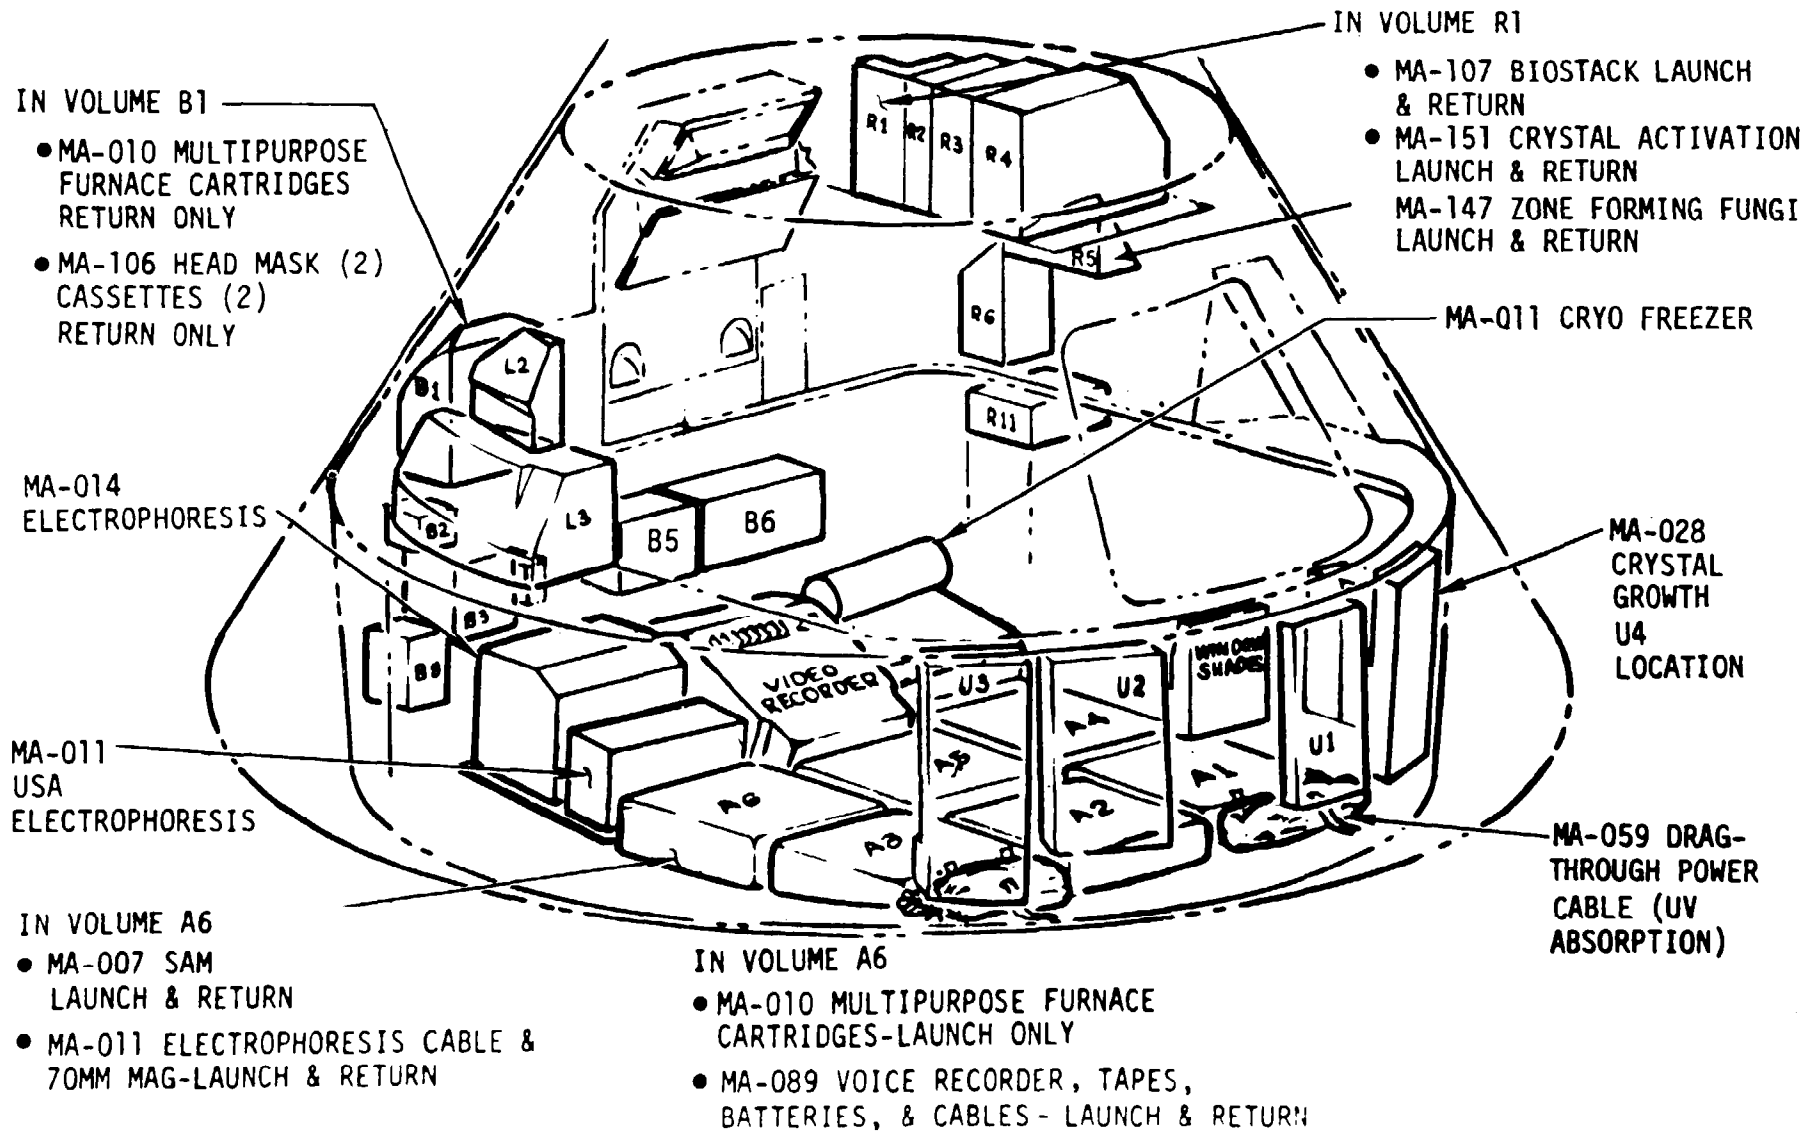 IN VOLUME R1
● MA-107 BIOSTACK LAUNCH
& RETURN
● MA-151 CRYSTAL ACTIVATION
LAUNCH & RETURN
MA-147 ZONE FORMING FUNGI
LAUNCH & RETURN
MA-011 CRYO FREEZER
IN VOLUME B1
● MA-010 MULTIPURPOSE
FURNACE CARTRIDGES
RETURN ONLY
● MA-106 HEAD MASK (2)
CASSETTES (2)
RETURN ONLY
R1
R2
R3
R4
R5
R6
R11
L2
B1
L3
B2
B5
B6
B3
MA-014
ELECTROPHORESIS
MA-028
CRYSTAL
GROWTH
U4
LOCATION
VIDEO
RECORDER
U3
U2
WINDOW
SHADES
U1
A4
A5
A1
A2
A6
A3
MA-011
USA
ELECTROPHORESIS
MA-059 DRAG-
THROUGH POWER
CABLE (UV
ABSORPTION)
IN VOLUME A6
● MA-007 SAM
LAUNCH & RETURN
● MA-011 ELECTROPHORESIS CABLE &
70MM MAG-LAUNCH & RETURN
IN VOLUME A6
● MA-010 MULTIPURPOSE FURNACE
CARTRIDGES-LAUNCH ONLY
● MA-089 VOICE RECORDER, TAPES,
BATTERIES, & CABLES - LAUNCH & RETURN